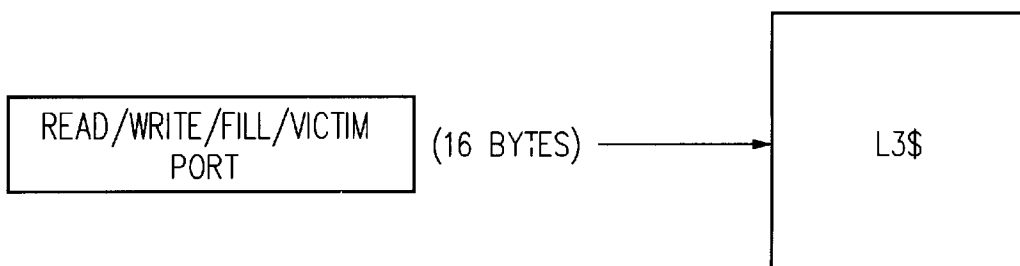 READ/WRITE/FILL/VICTIM
PORT
(16 BYTES)
L3$